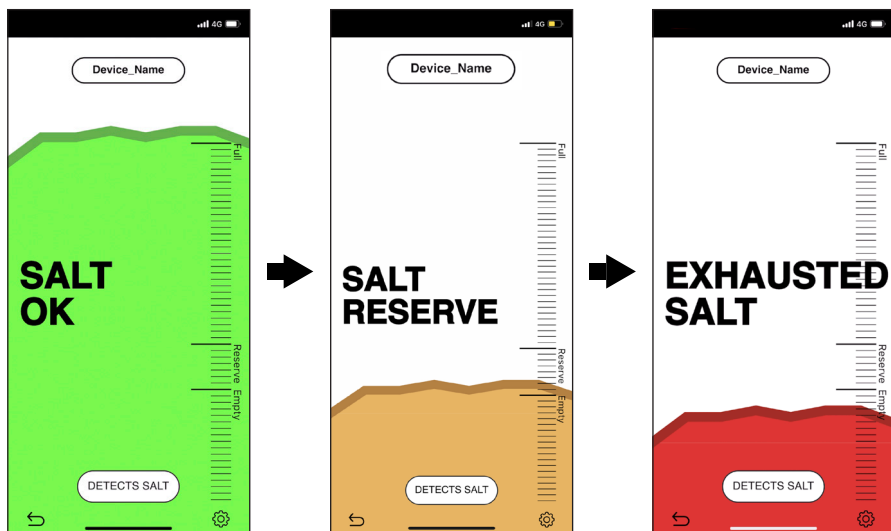 4G
Device_Name
Full
SALT
OK
Reserve
Empty
DETECTS SALT
4G
Device_Name
Full
SALT
RESERVE
Reserve
Empty
DETECTS SALT
4G
Device_Name
Full
EXHAUSTED
SALT
Reserve
Empty
DETECTS SALT